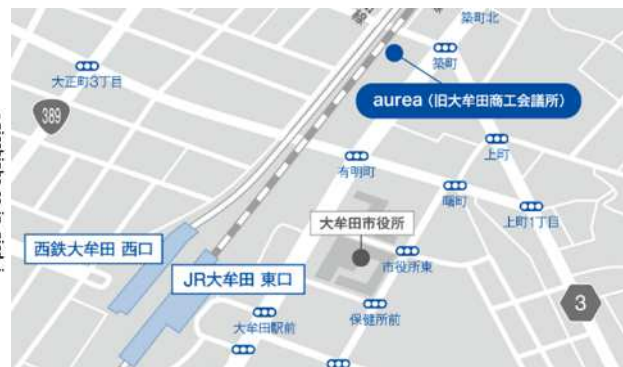 築町北
築町
大正町3丁目
aurea（旧大牟田商工会議所）
389
有明町
上町
曙町
上町1丁目
大牟田市役所
西鉄大牟田 西口
市役所東
JR大牟田 東口
3
保健所前
大牟田駅前